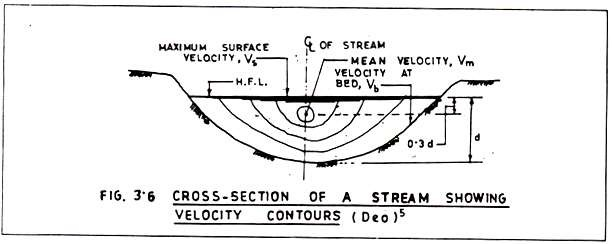 ℄ OF STREAM
MAXIMUM SURFACE
VELOCITY, Vs
MEAN VELOCITY, Vm
VELOCITY AT
BED, Vb
H.F.L.
0·3d
d
FIG. 3·6 CROSS-SECTION OF A STREAM SHOWING
VELOCITY CONTOURS (Deo)5